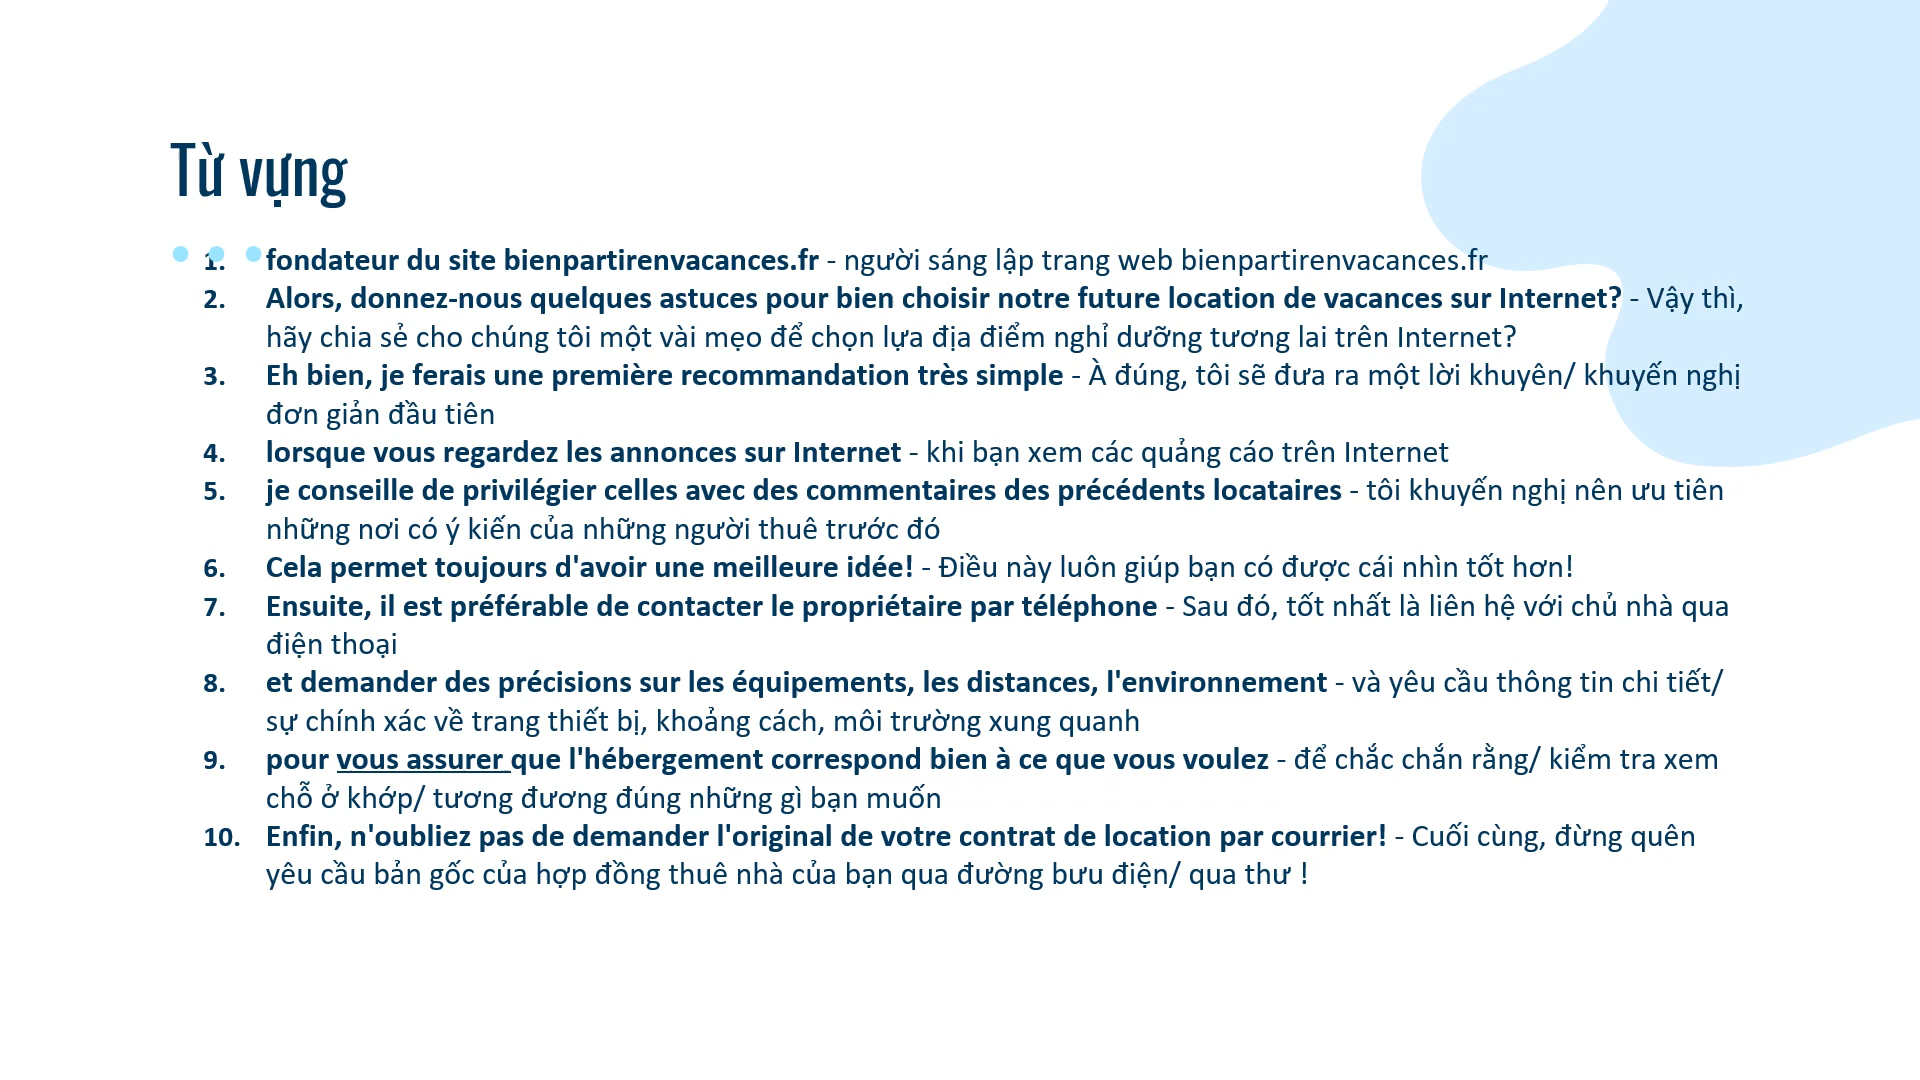 Từ vựng
1. fondateur du site bienpartirenvacances.fr - người sáng lập trang web bienpartirenvacances.fr
2. Alors, donnez-nous quelques astuces pour bien choisir notre future location de vacances sur Internet? - Vậy thì,
hãy chia sẻ cho chúng tôi một vài mẹo để chọn lựa địa điểm nghỉ dưỡng tương lai trên Internet?
3. Eh bien, je ferais une première recommandation très simple - À đúng, tôi sẽ đưa ra một lời khuyên/ khuyến nghị
đơn giản đầu tiên
4. lorsque vous regardez les annonces sur Internet - khi bạn xem các quảng cáo trên Internet
5. je conseille de privilégier celles avec des commentaires des précédents locataires - tôi khuyến nghị nên ưu tiên
những nơi có ý kiến của những người thuê trước đó
6. Cela permet toujours d'avoir une meilleure idée! - Điều này luôn giúp bạn có được cái nhìn tốt hơn!
7. Ensuite, il est préférable de contacter le propriétaire par téléphone - Sau đó, tốt nhất là liên hệ với chủ nhà qua
điện thoại
8. et demander des précisions sur les équipements, les distances, l'environnement - và yêu cầu thông tin chi tiết/
sự chính xác về trang thiết bị, khoảng cách, môi trường xung quanh
9. pour vous assurer que l'hébergement correspond bien à ce que vous voulez - để chắc chắn rằng/ kiểm tra xem
chỗ ở khớp/ tương đương đúng những gì bạn muốn
10. Enfin, n'oubliez pas de demander l'original de votre contrat de location par courrier! - Cuối cùng, đừng quên
yêu cầu bản gốc của hợp đồng thuê nhà của bạn qua đường bưu điện/ qua thư !